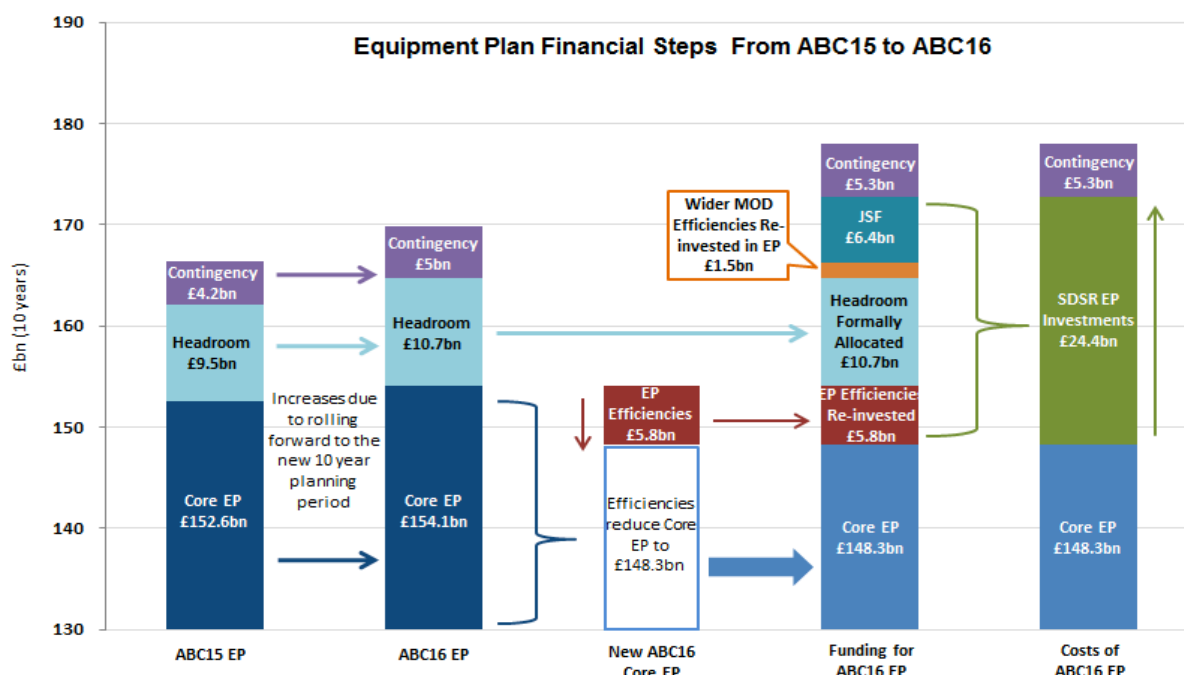 Equipment Plan Financial Steps From ABC15 to ABC16
£bn (10 years)
190
180
170
160
150
140
130
Contingency
£4.2bn
Headroom
£9.5bn
Core EP
£152.6bn
Increases due
to rolling
forward to the
new 10 year
planning
period
Contingency
£5bn
Headroom
£10.7bn
Core EP
£154.1bn
EP
Efficiencies
£5.8bn
Efficiencies
reduce Core
EP to
£148.3bn
Wider MOD
Efficiencies Re-
invested in EP
£1.5bn
Contingency
£5.3bn
JSF
£6.4bn
Headroom
Formally
Allocated
£10.7bn
EP Efficiencies
Re-invested
£5.8bn
Core EP
£148.3bn
Contingency
£5.3bn
SDSR EP
Investments
£24.4bn
Core EP
£148.3bn
ABC15 EP
ABC16 EP
New ABC16
Core EP
Funding for
ABC16 EP
Costs of
ABC16 EP